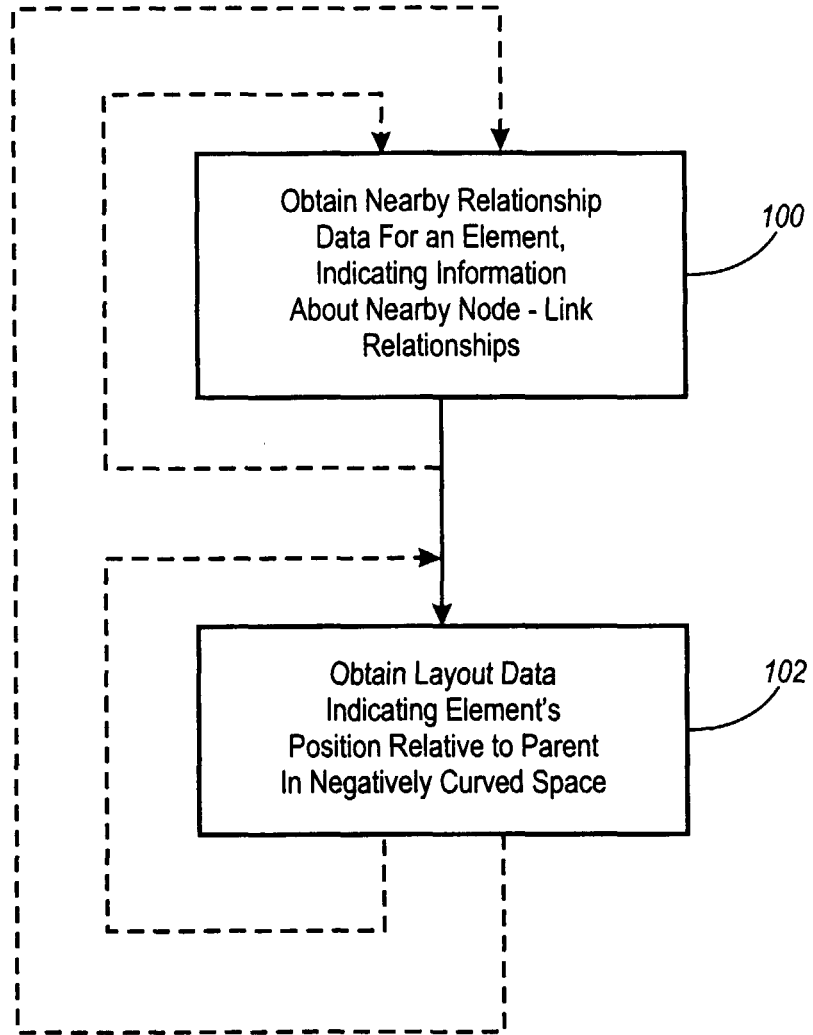 Obtain Nearby Relationship
Data For an Element,
Indicating Information
About Nearby Node - Link
Relationships
100
Obtain Layout Data
Indicating Element's
Position Relative to Parent
In Negatively Curved Space
102